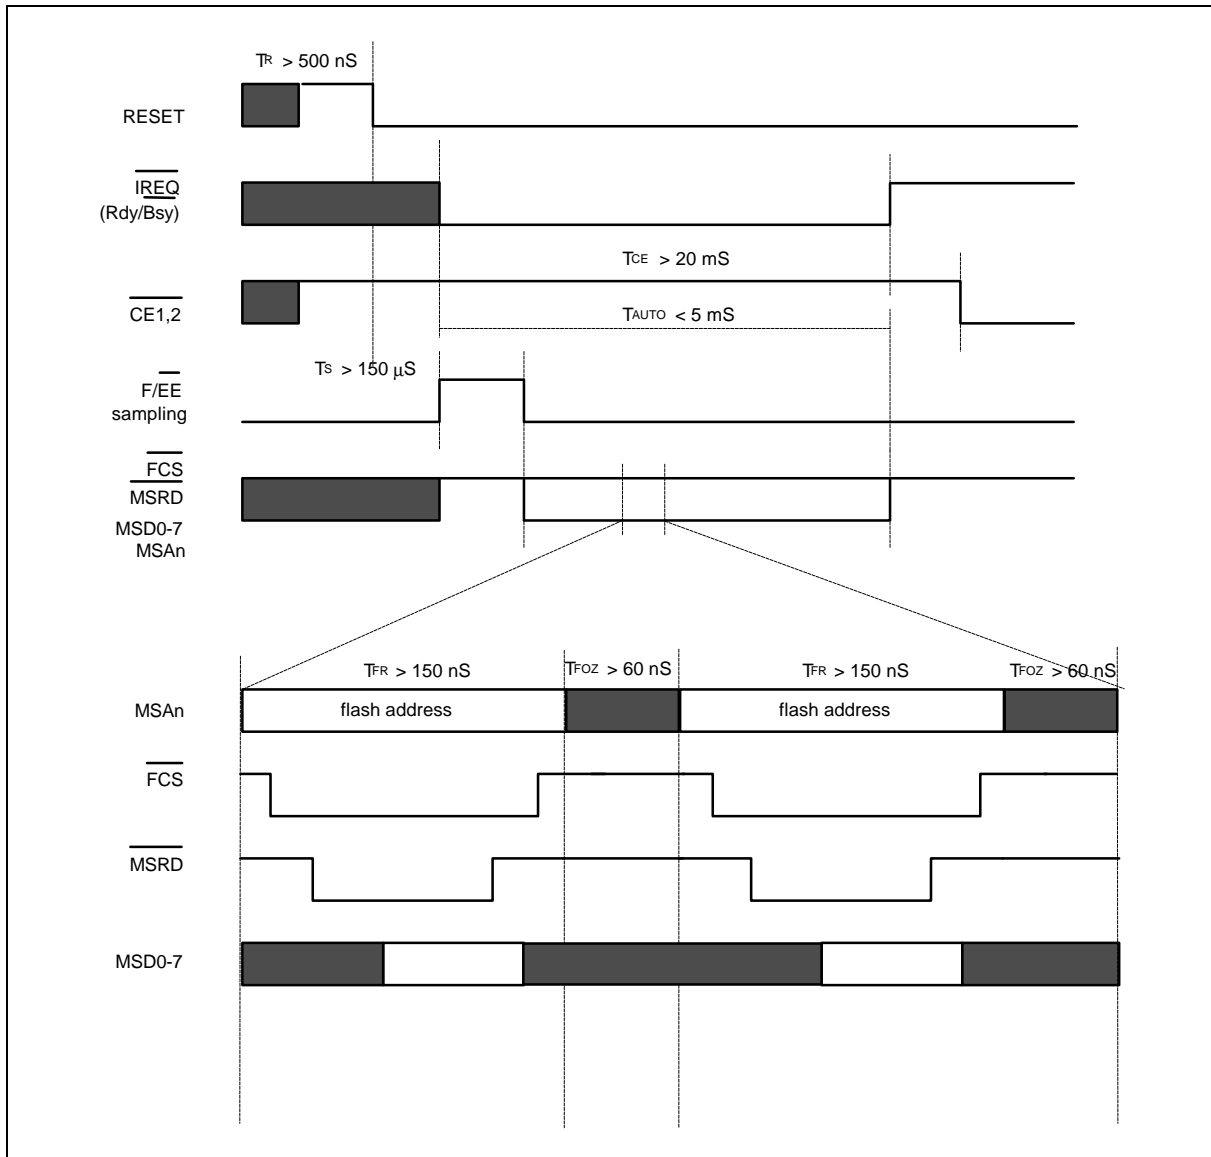 TR > 500 nS
RESET
IREQ
(Rdy/Bsy)
TCE > 20 mS
CE1,2
TAUTO < 5 mS
TS > 150 µS
F/EE
sampling
FCS
MSRD
MSD0-7
MSAn
TFR > 150 nS
TFOZ > 60 nS
TFR > 150 nS
TFOZ > 60 nS
MSAn
flash address
flash address
FCS
MSRD
MSD0-7